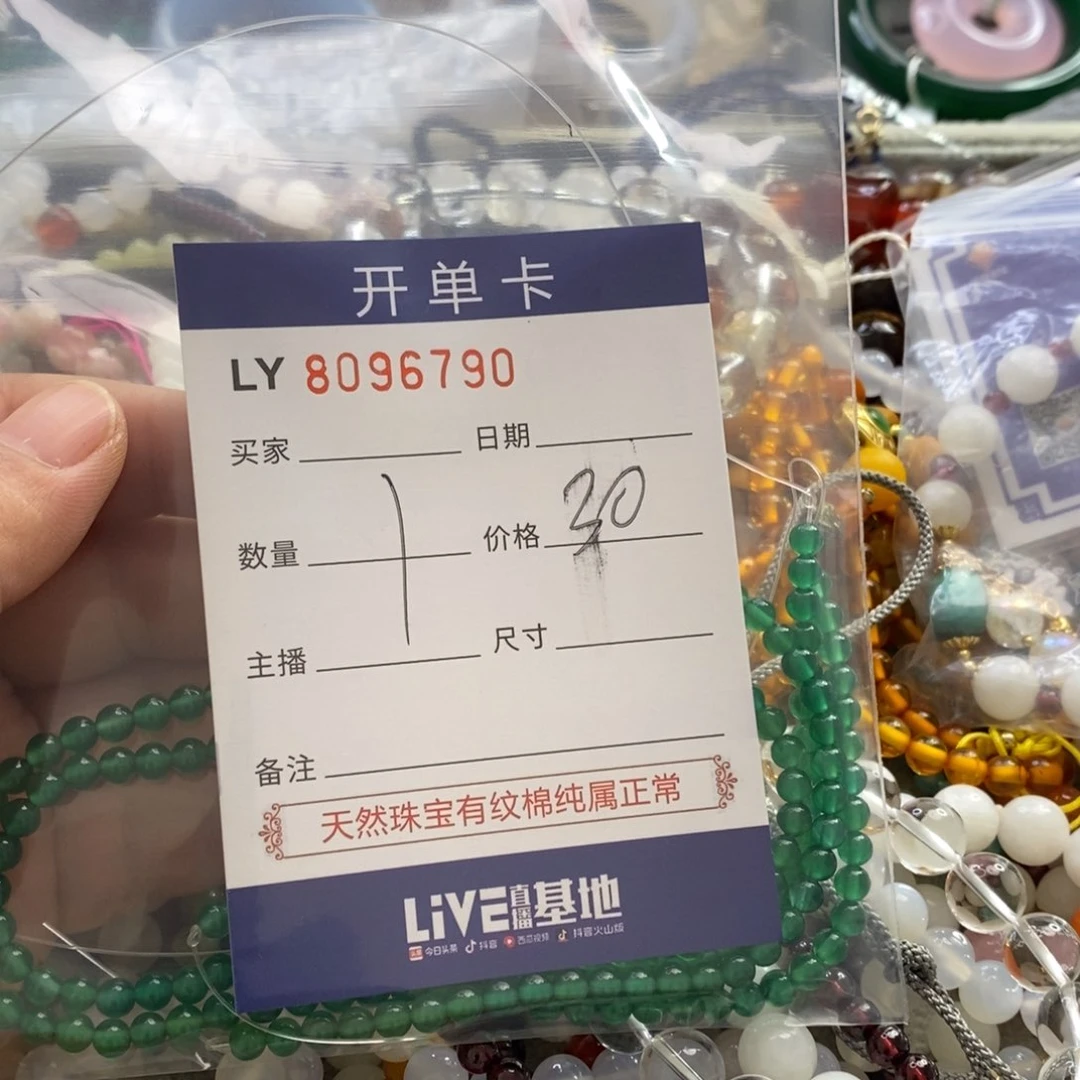 开单卡
LY 8096790
买家 日期
数量 1 价格 20
主播 尺寸
备注
天然珠宝有纹棉纯属正常
LiVE直播基地
今日头条 抖音 西瓜视频 抖音火山版